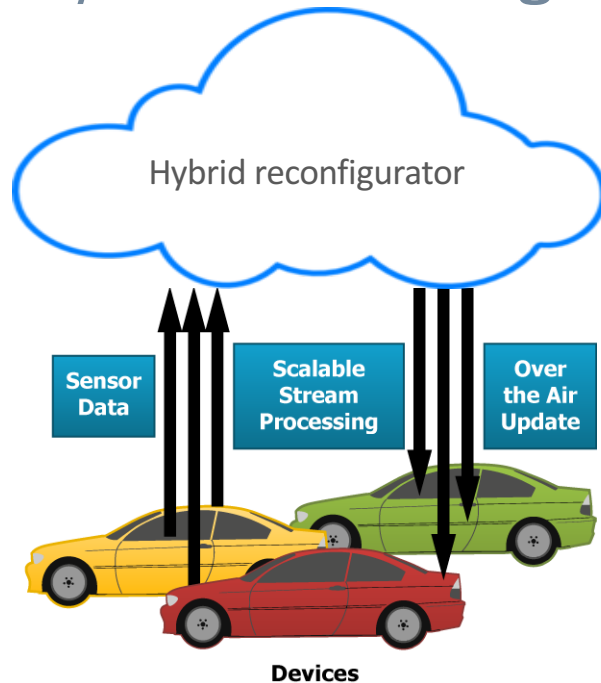 Hybrid reconfigurator
Sensor
Data
Scalable
Stream
Processing
Over
the Air
Update
Devices